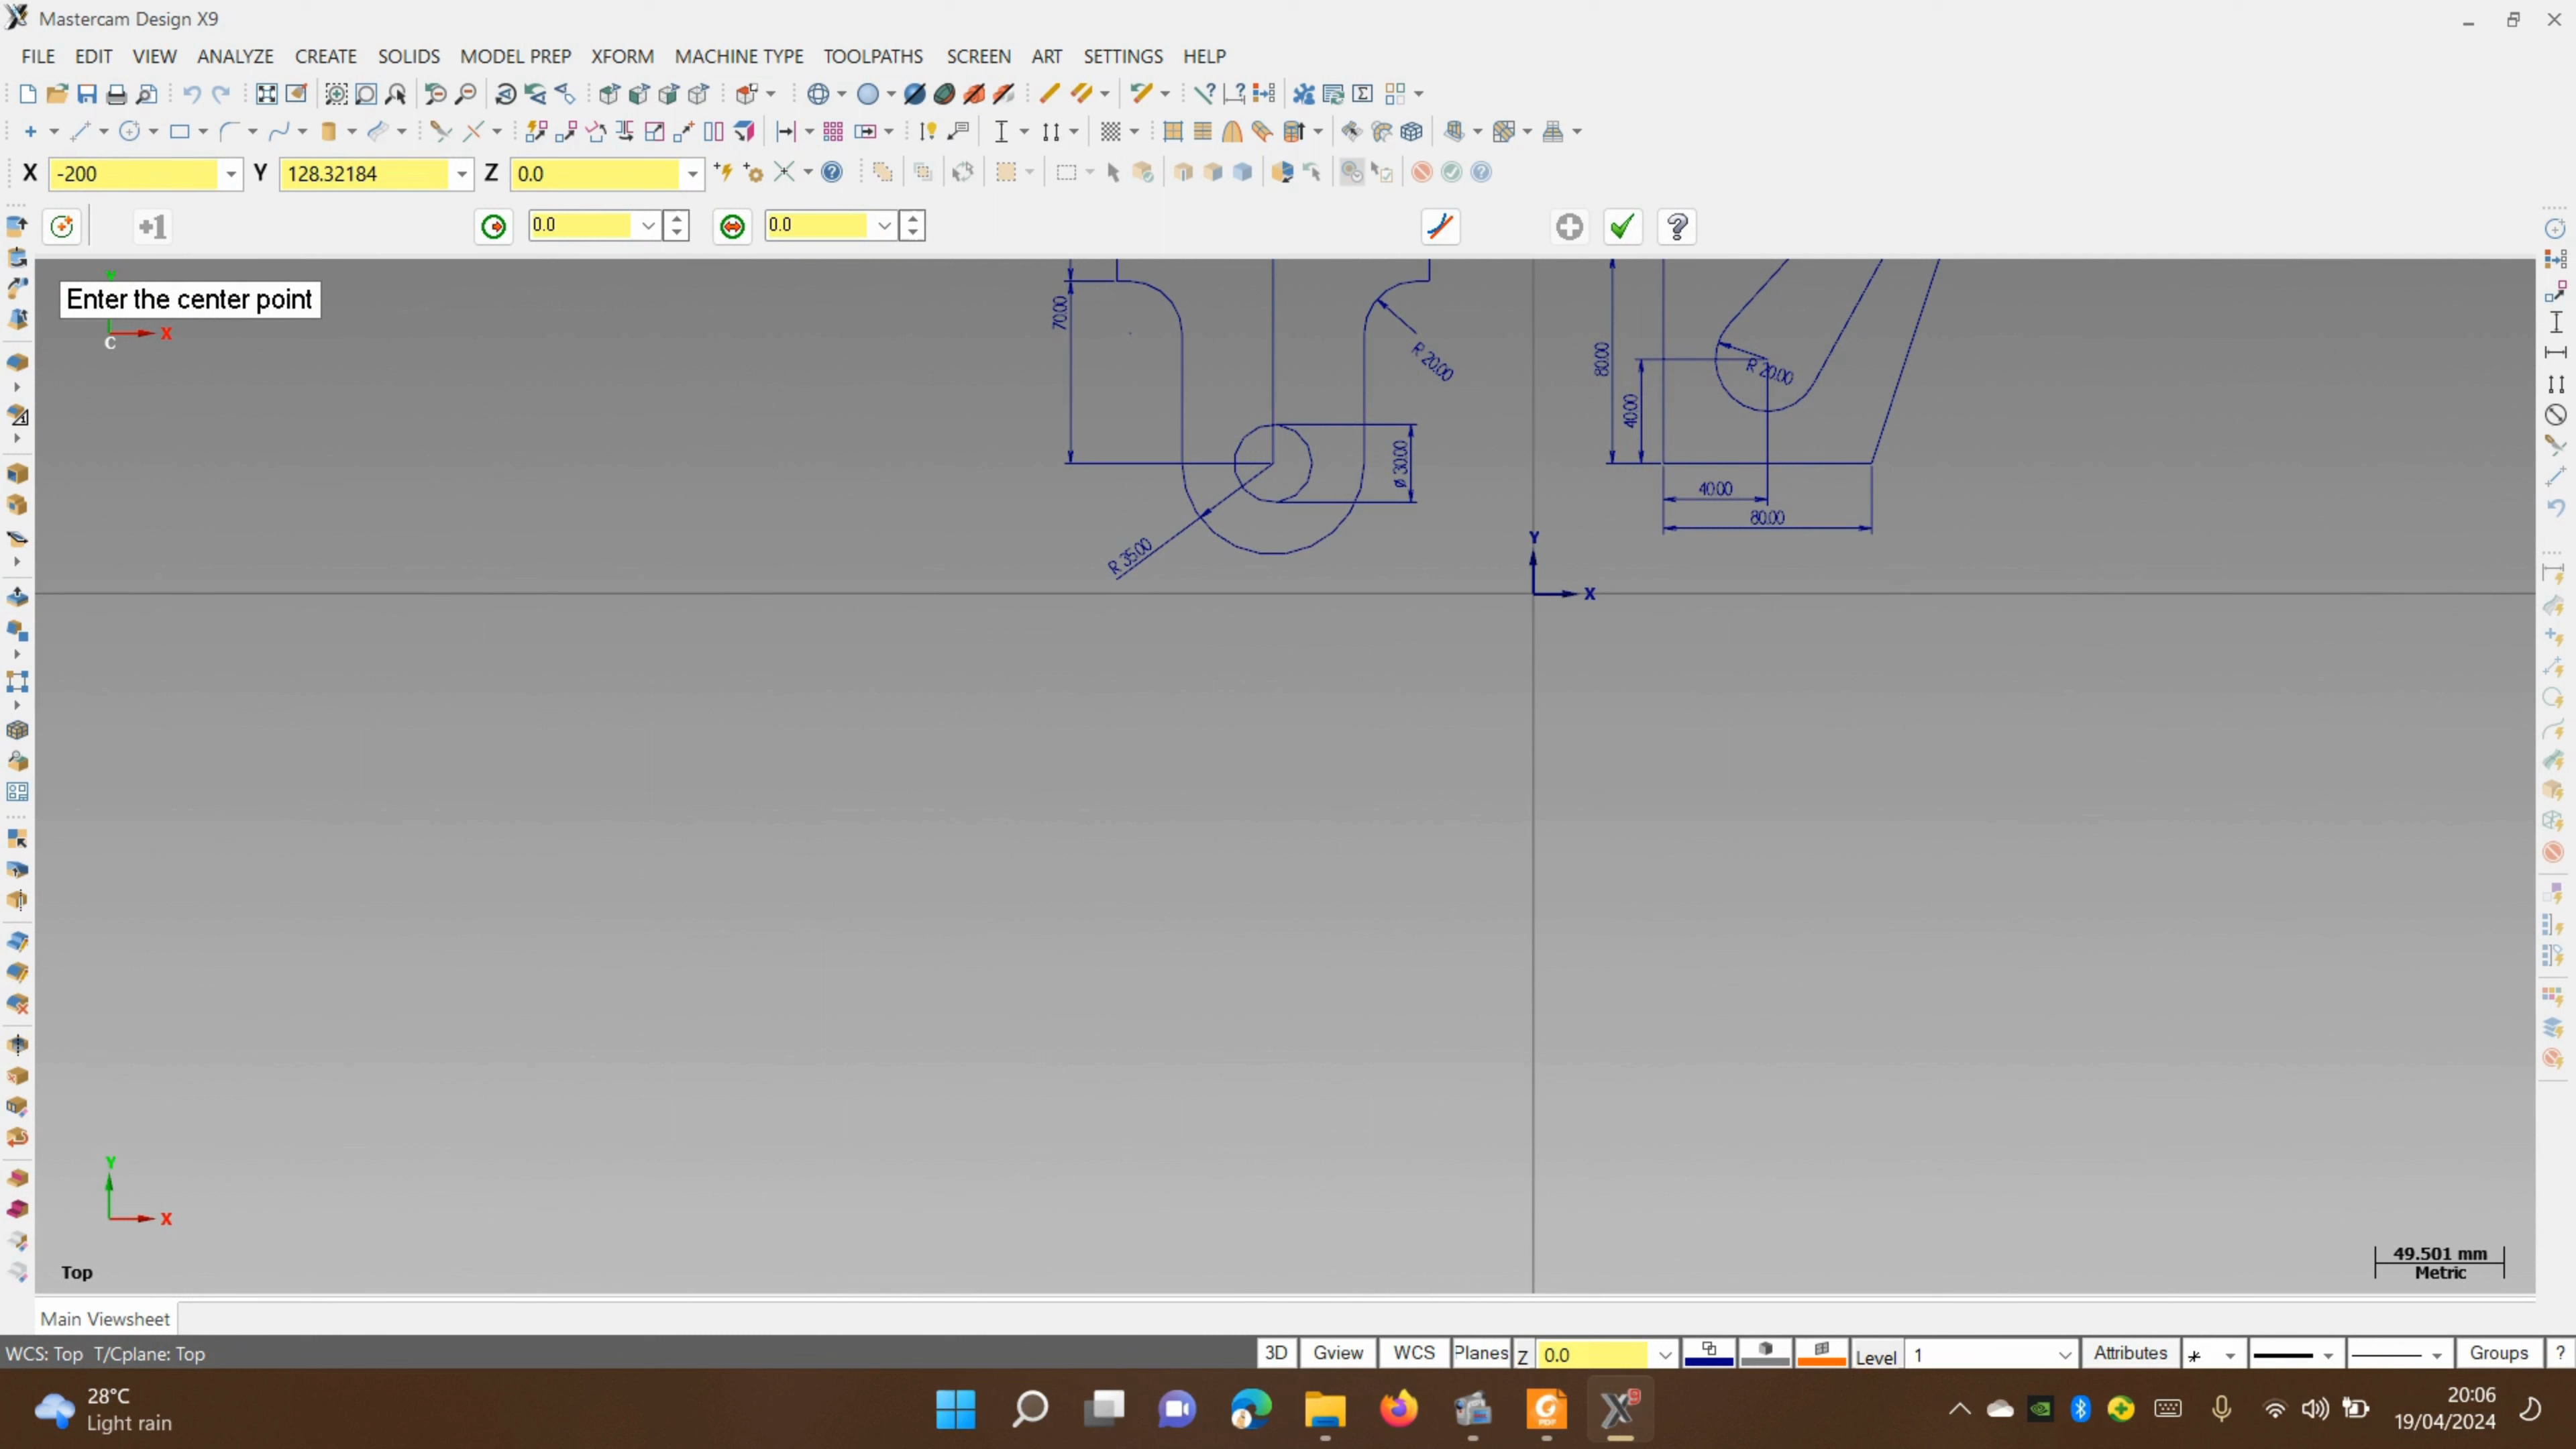 Mastercam Design X9
FILE EDIT VIEW ANALYZE CREATE SOLIDS MODEL PREP XFORM MACHINE TYPE TOOLPATHS SCREEN ART SETTINGS HELP
X -200 Y 128.32184 Z 0.0
+1 0.0 0.0
Enter the center point
X
C
70.00
R 20.00
Ø 30.00
R 35.00
80.00
40.00
R 20.00
40.00
80.00
Y
X
Y
X
Top
49.501 mm
Metric
Main Viewsheet
WCS: Top T/Cplane: Top 3D Gview WCS Planes Z 0.0 Level 1 Attributes Groups ?
28°C
Light rain
20:06
19/04/2024